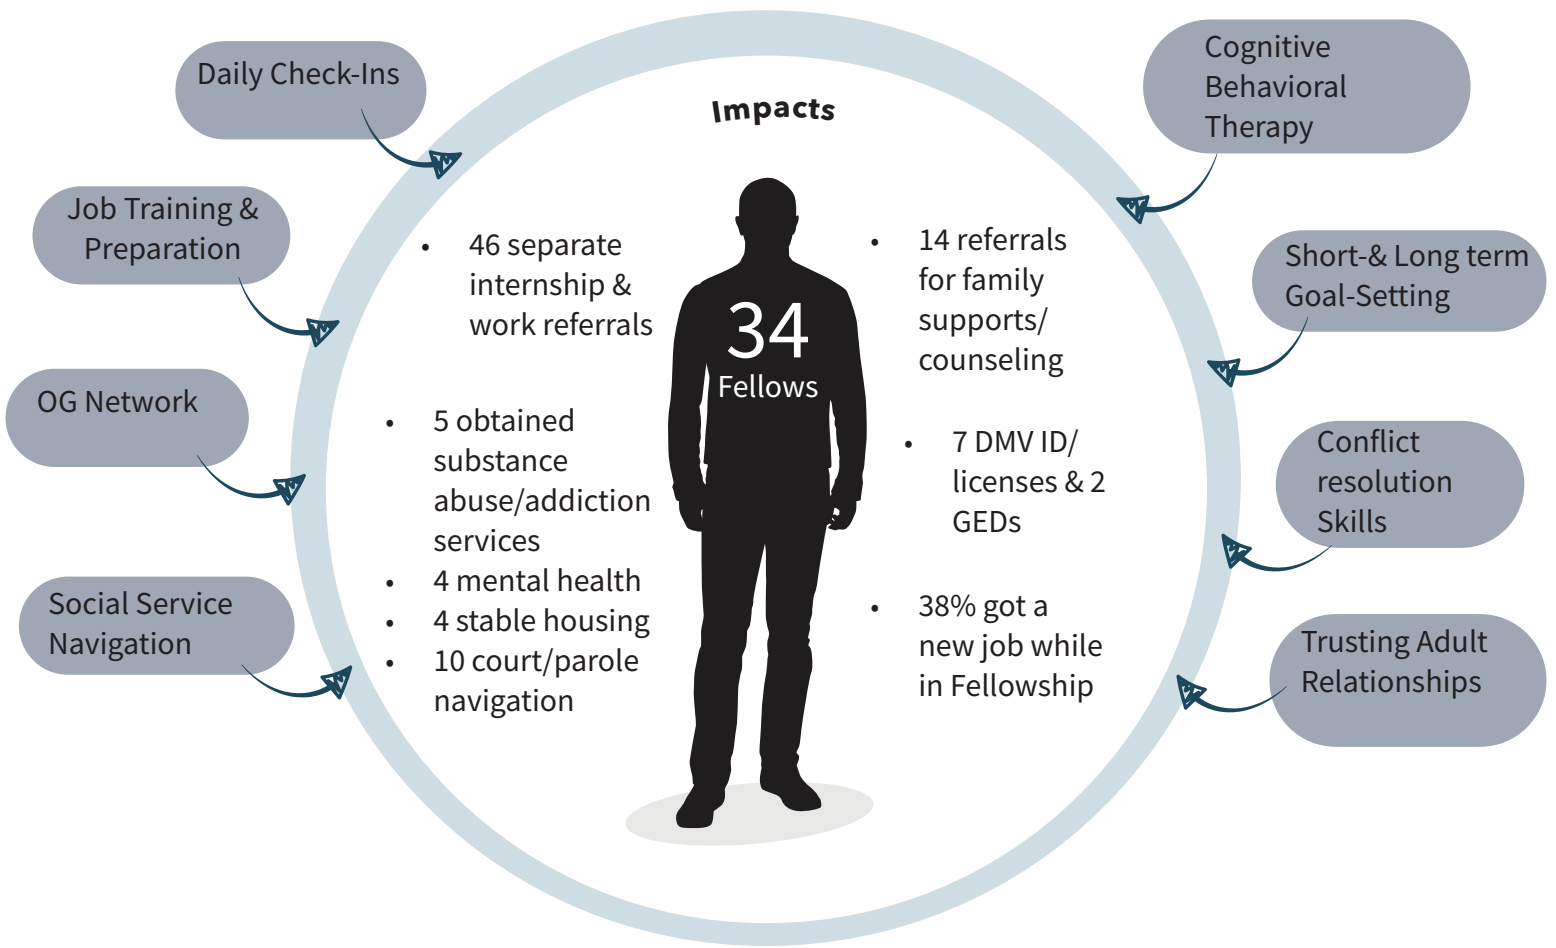 Impacts
Daily Check-Ins
Job Training &
Preparation
OG Network
Social Service
Navigation
• 46 separate
internship &
work referrals
• 5 obtained
substance
abuse/addiction
services
• 4 mental health
• 4 stable housing
• 10 court/parole
navigation
34
Fellows
• 14 referrals
for family
supports/
counseling
• 7 DMV ID/
licenses & 2
GEDs
• 38% got a
new job while
in Fellowship
Cognitive
Behavioral
Therapy
Short-& Long term
Goal-Setting
Conflict
resolution
Skills
Trusting Adult
Relationships